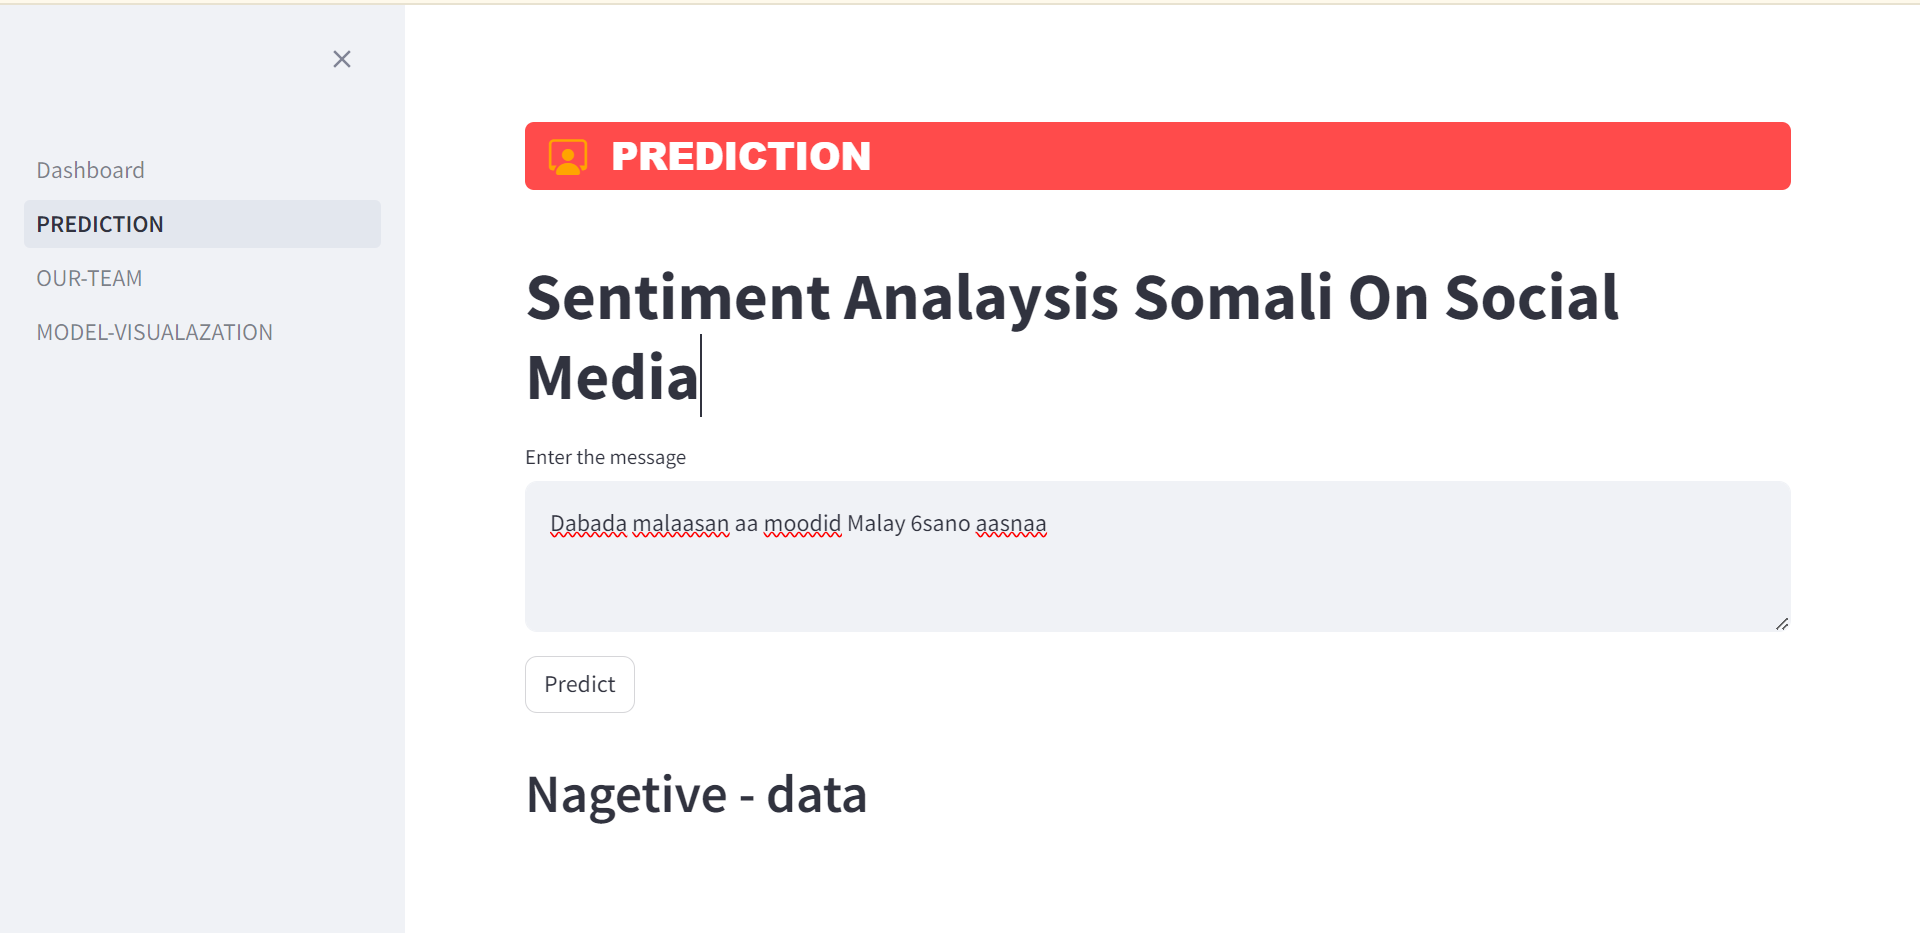 Dashboard
PREDICTION
OUR-TEAM
MODEL-VISUALAZATION
PREDICTION
Sentiment Analaysis Somali On Social
Media
Enter the message
Dabada malaasan aa moodid Malay 6sano aasnaa
Predict
Nagetive - data